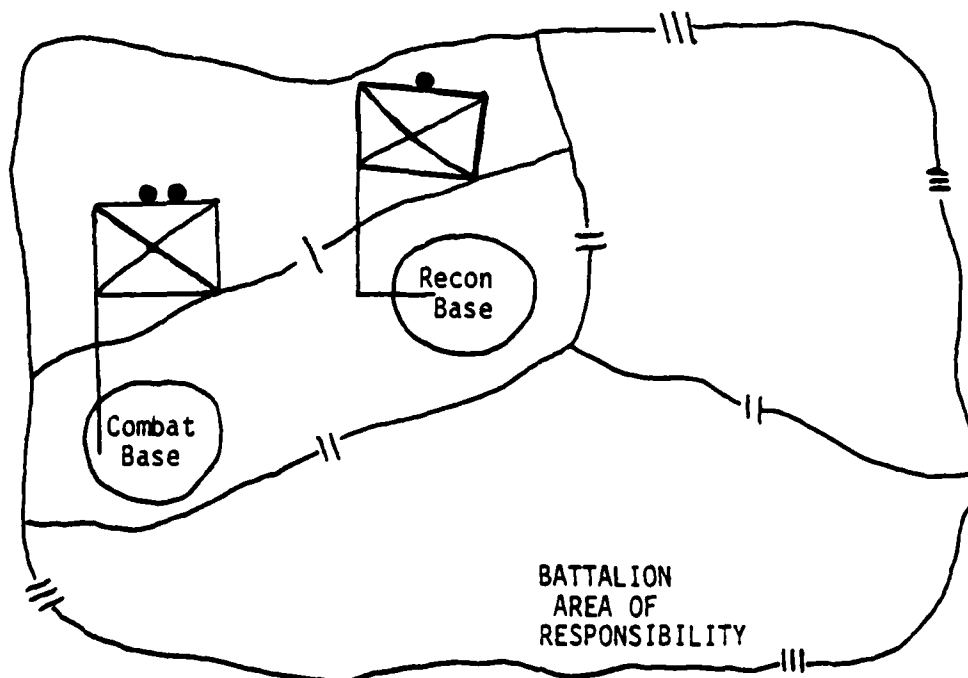 Recon
Base
Combat
Base
BATTALION
AREA OF
RESPONSIBILITY